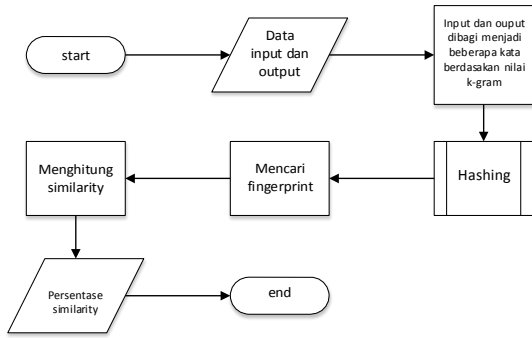 start
Data
input dan
output
Input dan ouput
dibagi menjadi
beberapa kata
berdasakan nilai
k-gram
Hashing
Mencari
fingerprint
Menghitung
similarity
Persentase
similarity
end